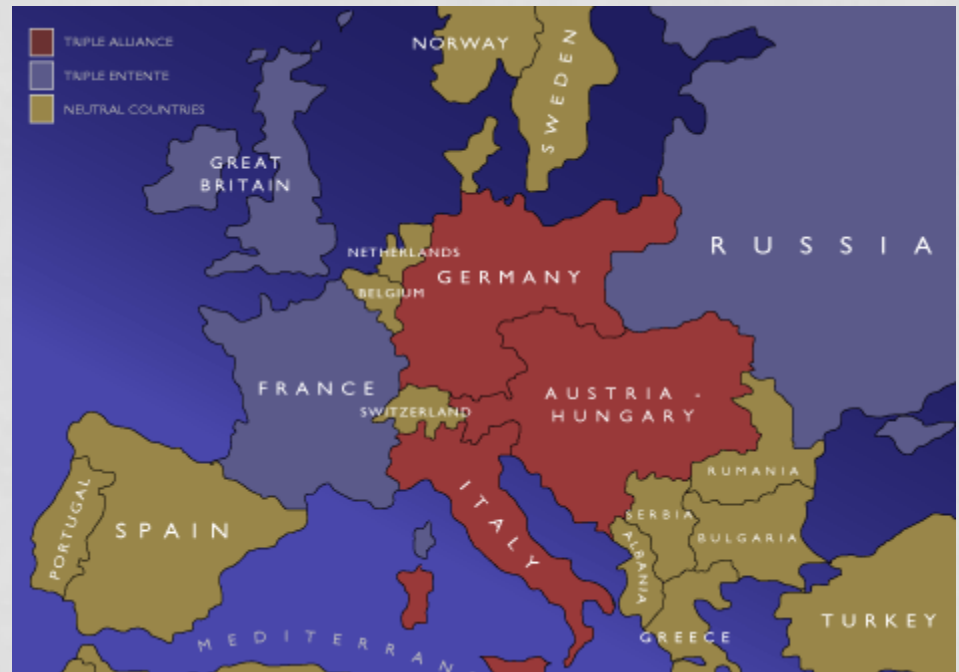 TRIPLE ALLIANCE
TRIPLE ENTENTE
NEUTRAL COUNTRIES
NORWAY
SWEDEN
GREAT
BRITAIN
RUSSIA
NETHERLANDS
GERMANY
BELGIUM
FRANCE
SWITZERLAND
AUSTRIA -
HUNGARY
ITALY
RUMANIA
SERBIA
BULGARIA
ALBANIA
PORTUGAL
SPAIN
TURKEY
GREECE
MEDITERRAN